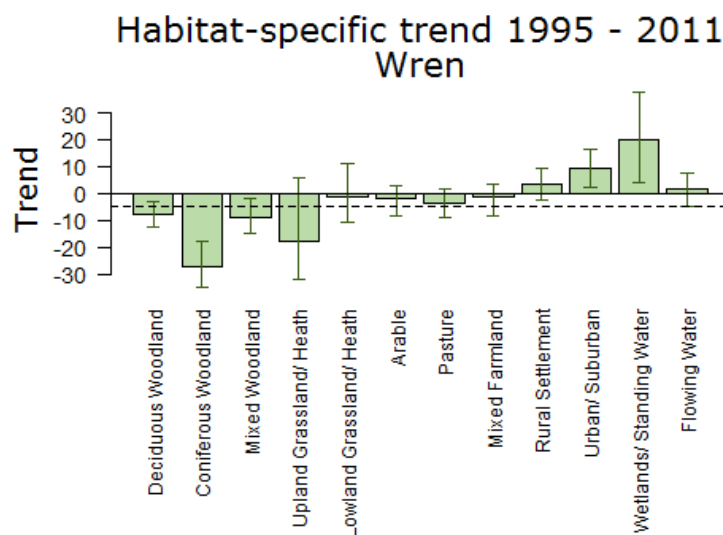 Habitat-specific trend 1995 - 2011
Wren
Trend
30
20
10
0
-10
-20
-30
Deciduous Woodland
Coniferous Woodland
Mixed Woodland
Upland Grassland/ Heath
Lowland Grassland/ Heath
Arable
Pasture
Mixed Farmland
Rural Settlement
Urban/ Suburban
Wetlands/ Standing Water
Flowing Water